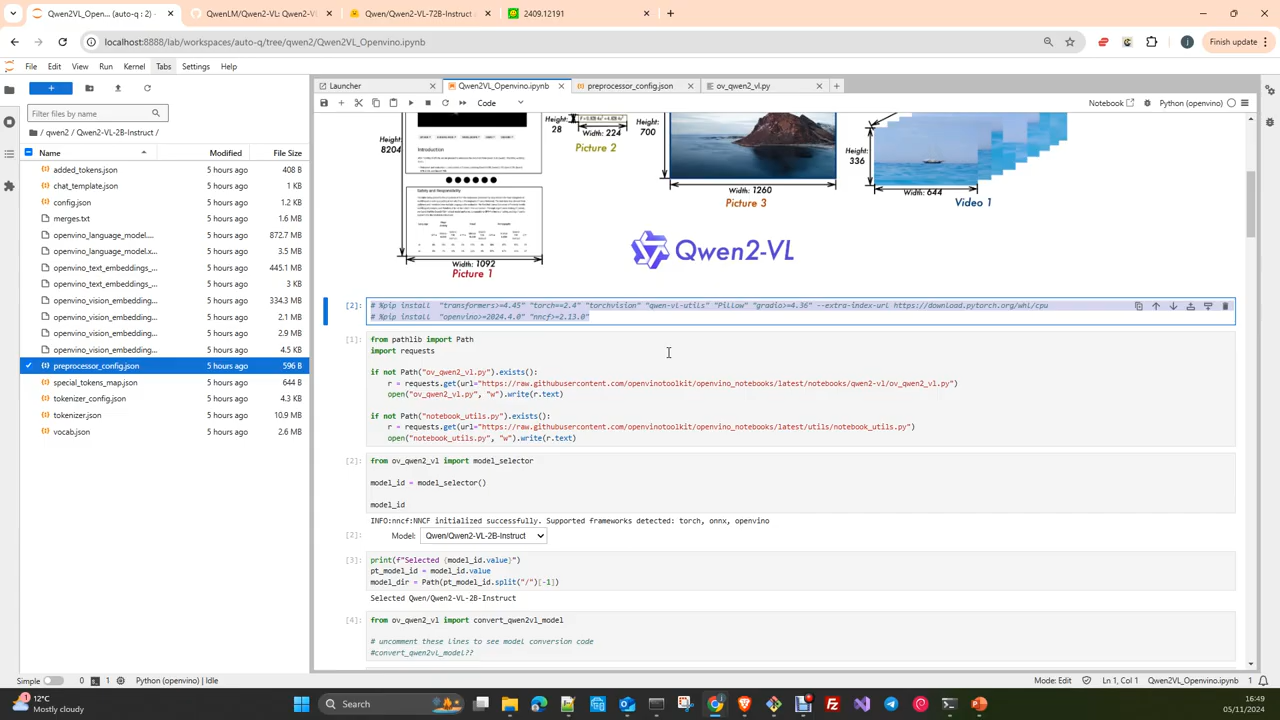 Qwen2VL_Openvino... (auto-q : 2)
QwenLM/Qwen2-VL: Qwen2-VL
Qwen/Qwen2-VL-72B-Instruct
2409.12191
localhost:8888/lab/workspaces/auto-q/tree/qwen2/Qwen2VL_Openvino.ipynb
Finish update
File Edit View Run Kernel Tabs Settings Help
Launcher
Qwen2VL_Openvino.ipynb
preprocessor_config.json
ov_qwen2_vl.py
Filter files by name
Code
Notebook
Python (openvino)
/ qwen2 / Qwen2-VL-2B-Instruct /
Name Modified File Size
added_tokens.json 5 hours ago 408 B
chat_template.json 5 hours ago 1 KB
config.json 5 hours ago 1.2 KB
merges.txt 5 hours ago 1.6 MB
openvino_language_model.... 5 hours ago 872.7 MB
openvino_language_model.x... 5 hours ago 3.5 MB
openvino_text_embeddings_... 5 hours ago 445.1 MB
openvino_text_embeddings_... 5 hours ago 3 KB
openvino_vision_embedding... 5 hours ago 334.3 MB
openvino_vision_embedding... 5 hours ago 2.1 MB
openvino_vision_embedding... 5 hours ago 2.9 MB
openvino_vision_embedding... 5 hours ago 4.5 KB
preprocessor_config.json 5 hours ago 596 B
special_tokens_map.json 5 hours ago 644 B
tokenizer_config.json 5 hours ago 4.3 KB
tokenizer.json 5 hours ago 10.9 MB
vocab.json 5 hours ago 2.6 MB
Height: 8204
Introduction
Safety and Responsibility
Width: 1092
Picture 1
Height: 28
Width: 224
Picture 2
Height: 700
Width: 1260
Picture 3
Height: 336
Width: 644
Video 1
Qwen2-VL
[2]: # %pip install "transformers>=4.45" "torch==2.4" "torchvision" "qwen-vl-utils" "Pillow" "gradio>=4.36" --extra-index-url https://download.pytorch.org/whl/cpu
# %pip install "openvino>=2024.4.0" "nncf>=2.13.0"
[1]: from pathlib import Path
import requests
if not Path("ov_qwen2_vl.py").exists():
r = requests.get(url="https://raw.githubusercontent.com/openvinotoolkit/openvino_notebooks/latest/notebooks/qwen2-vl/ov_qwen2_vl.py")
open("ov_qwen2_vl.py", "w").write(r.text)
if not Path("notebook_utils.py").exists():
r = requests.get(url="https://raw.githubusercontent.com/openvinotoolkit/openvino_notebooks/latest/utils/notebook_utils.py")
open("notebook_utils.py", "w").write(r.text)
[2]: from ov_qwen2_vl import model_selector
model_id = model_selector()
model_id
INFO:nncf:NNCF initialized successfully. Supported frameworks detected: torch, onnx, openvino
[2]: Model: Qwen/Qwen2-VL-2B-Instruct
[3]: print(f"Selected {model_id.value}")
pt_model_id = model_id.value
model_dir = Path(pt_model_id.split("/")[-1])
Selected Qwen/Qwen2-VL-2B-Instruct
[4]: from ov_qwen2_vl import convert_qwen2vl_model
# uncomment these lines to see model conversion code
#convert_qwen2vl_model??
Simple 0 1 Python (openvino) | Idle
Mode: Edit Ln 1, Col 1 Qwen2VL_Openvino.ipynb 1
12°C
Mostly cloudy
Search
16:49
05/11/2024